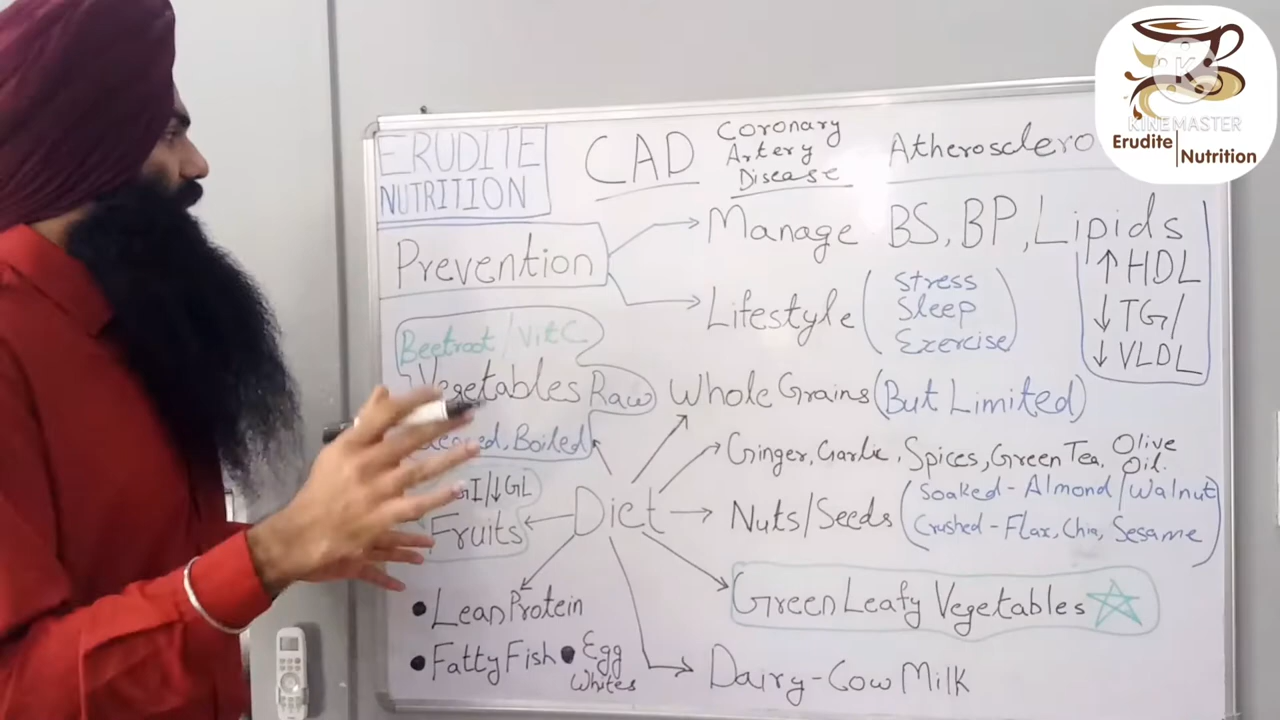 ERUDITE
NUTRITION
CAD
Coronary
Artery
Disease
Atherosclero
KINEMASTER
Erudite Nutrition
Prevention
Manage BS, BP, Lipids
↑ HDL
↓ TG/
↓ VLDL
Lifestyle (Stress
Sleep
Exercise)
Beetroot/Vit C
Vegetables Raw
Boiled
Whole Grains (But Limited)
Ginger, Garlic, Spices, Green Tea, Olive Oil.
GI/↓GL
Fruits
Diet
Nuts/Seeds (Soaked - Almond/Walnut
Crushed - Flax, Chia, Sesame)
Green Leafy Vegetables
• Lean Protein
• Fatty Fish • Egg Whites
Dairy - Cow Milk